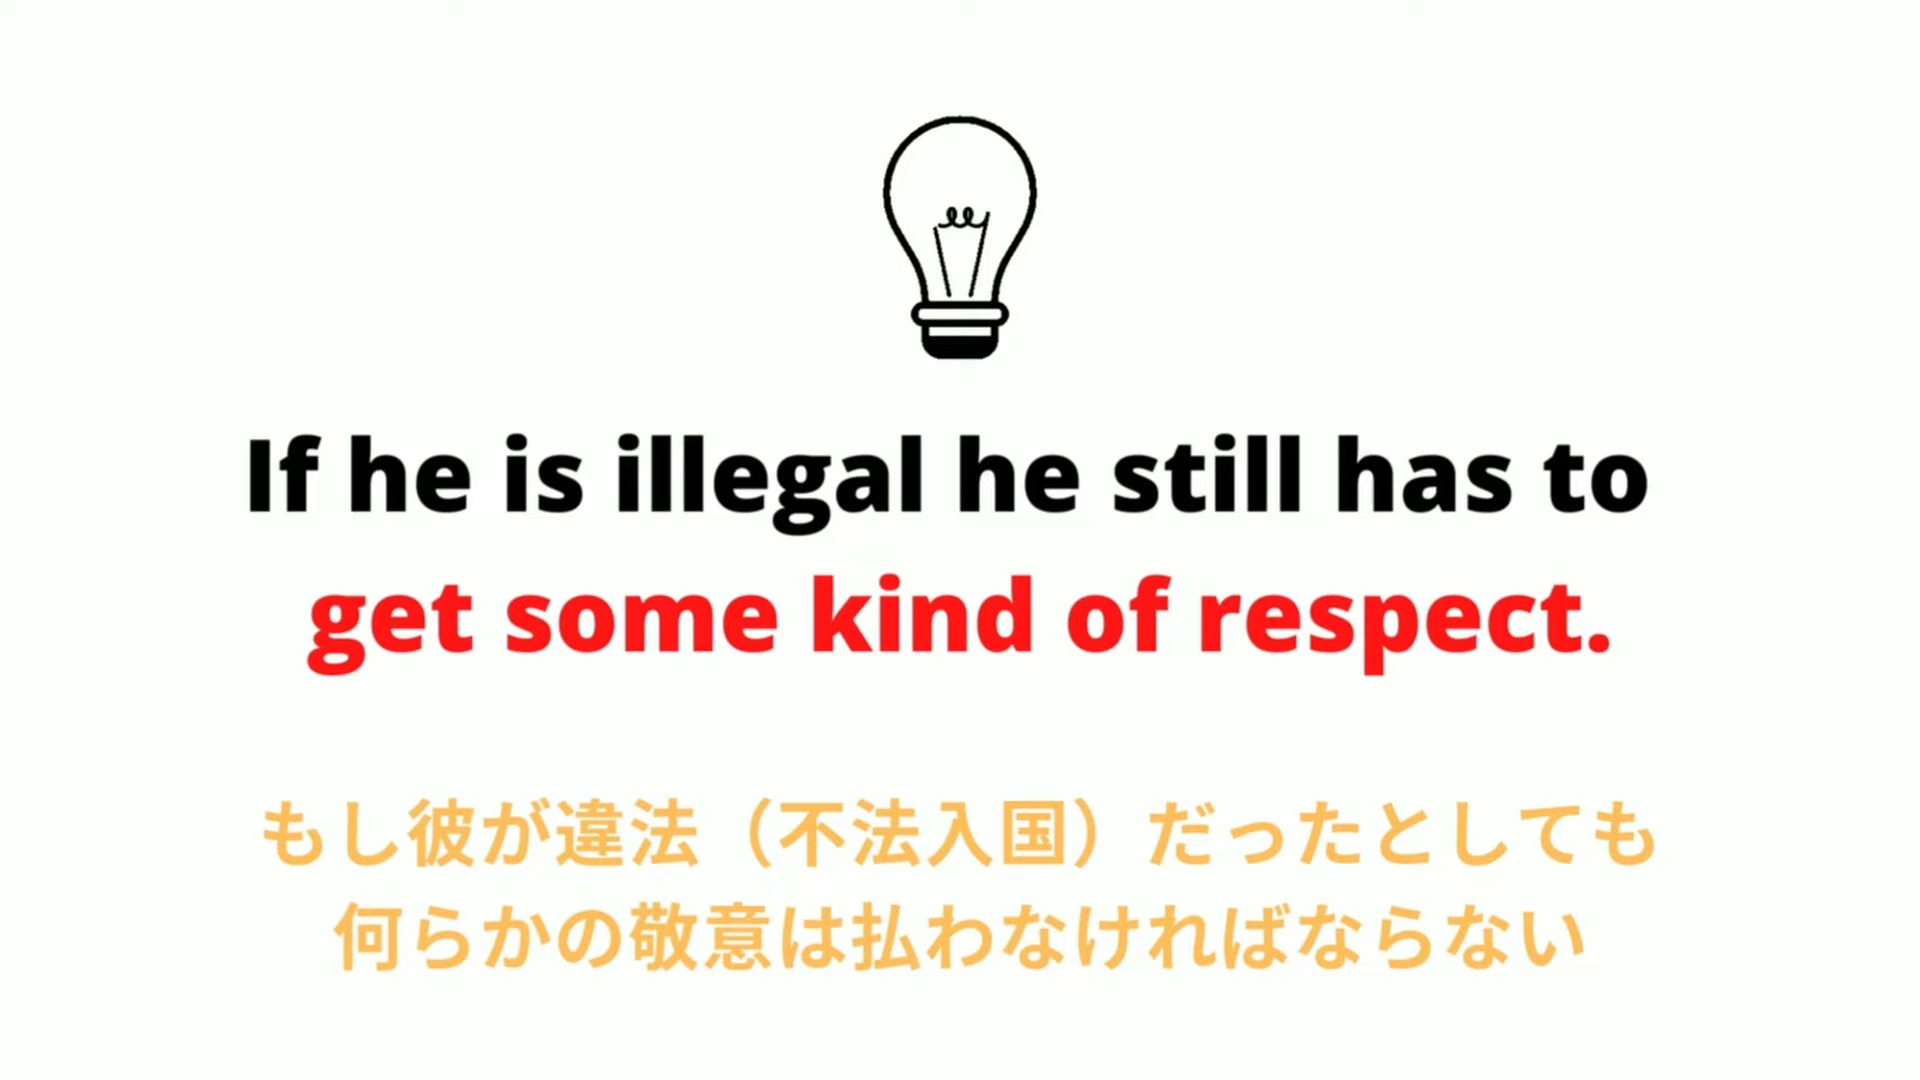 If he is illegal he still has to
get some kind of respect.
もし彼が違法（不法入国）だったとしても
何らかの敬意は払わなければならない